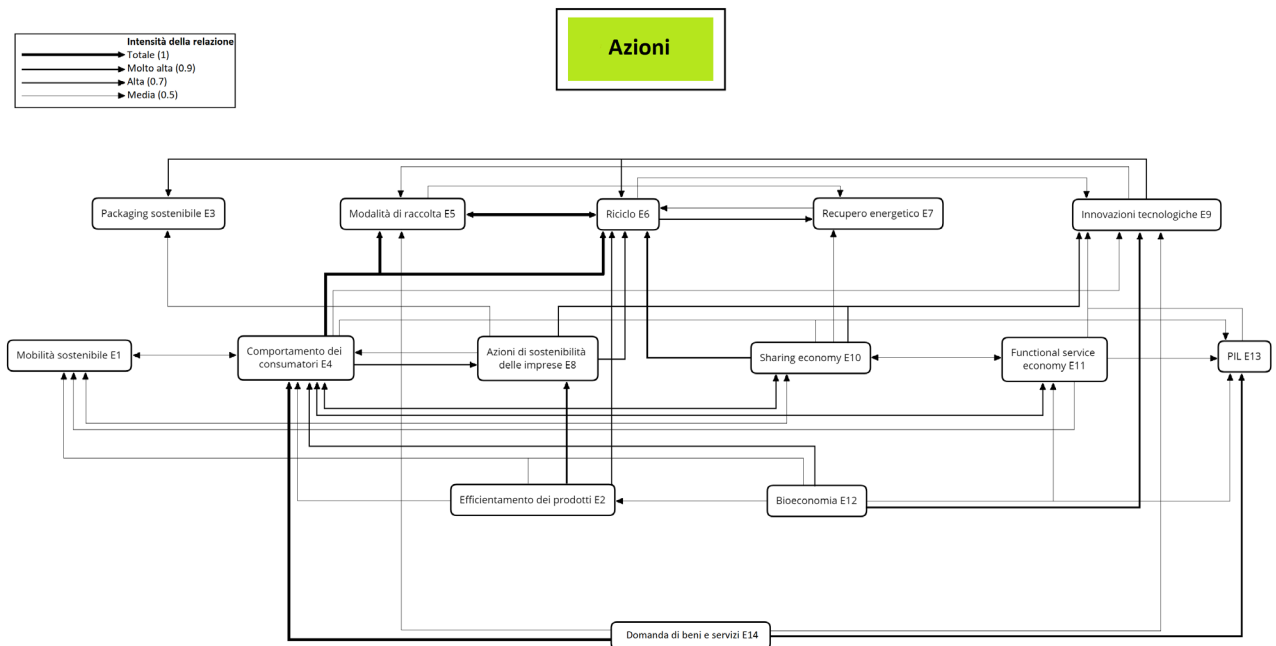 Azioni
Intensità della relazione
Totale (1)
Molto alta (0.9)
Alta (0.7)
Media (0.5)
Packaging sostenibile E3
Modalità di raccolta E5
Riciclo E6
Recupero energetico E7
Innovazioni tecnologiche E9
Mobilità sostenibile E1
Comportamento dei
consumatori E4
Azioni di sostenibilità
delle imprese E8
Sharing economy E10
Functional service
economy E11
PIL E13
Efficientamento dei prodotti E2
Bioeconomia E12
Domanda di beni e servizi E14